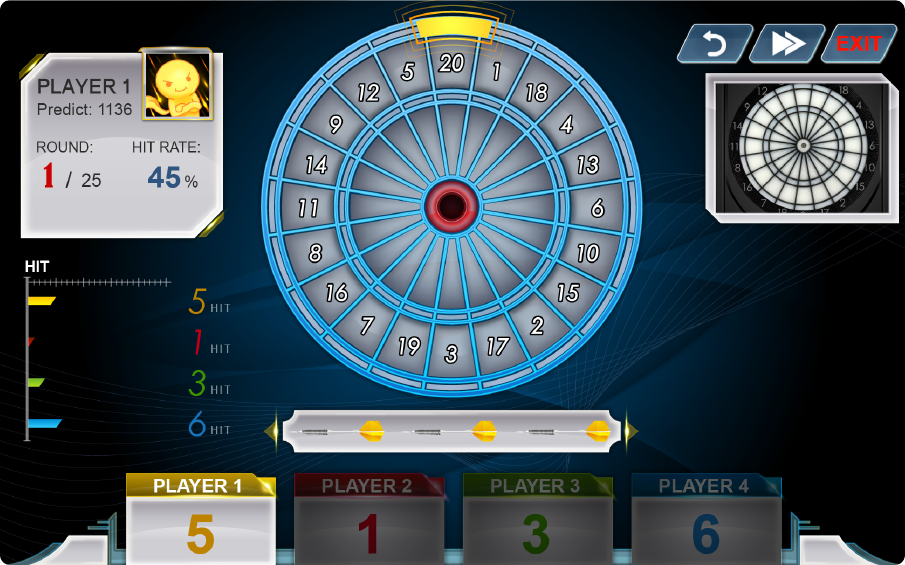 PLAYER 1
Predict: 1136
ROUND:
HIT RATE:
1 / 25
45 %
EXIT
20
1
18
4
13
6
10
15
2
17
3
19
7
16
8
11
14
9
12
5
HIT
5 HIT
1 HIT
3 HIT
6 HIT
PLAYER 1
PLAYER 2
PLAYER 3
PLAYER 4
5
1
3
6